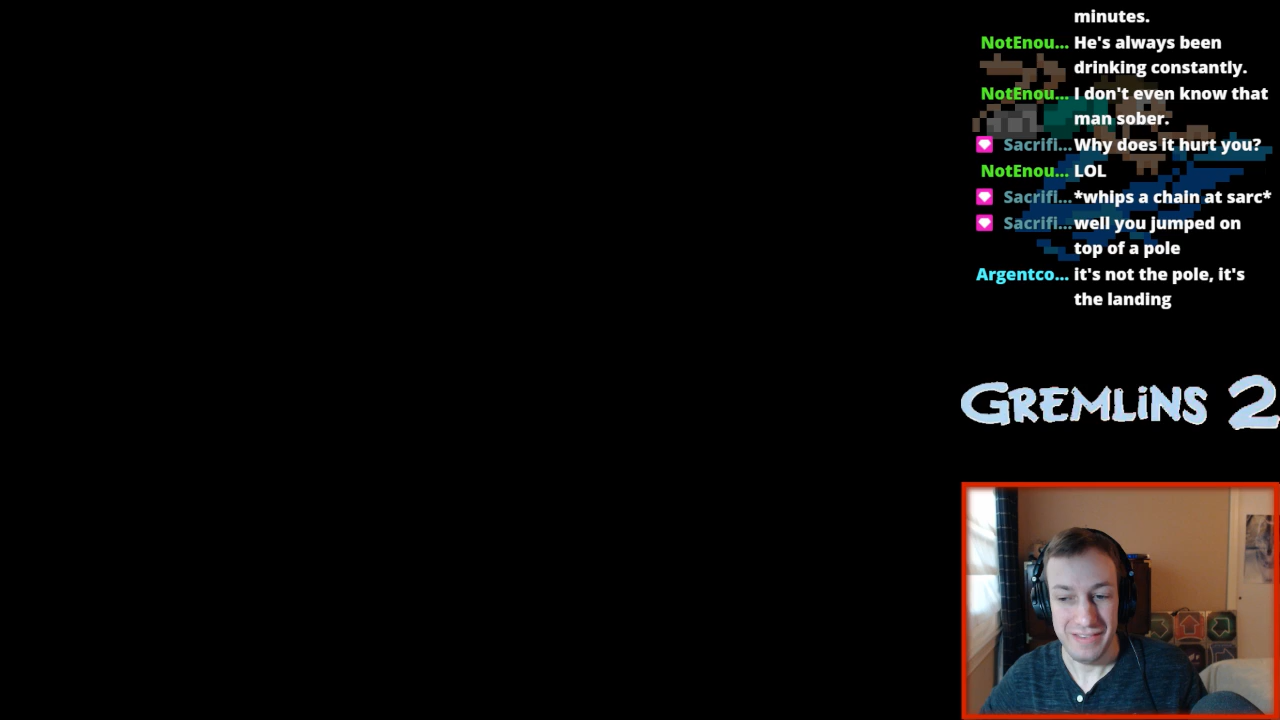 minutes.
NotEnou... He's always been
drinking constantly.
NotEnou... I don't even know that
man sober.
Sacrifi... Why does it hurt you?
NotEnou... LOL
Sacrifi... *whips a chain at sarc*
Sacrifi... well you jumped on
top of a pole
Argentco... it's not the pole, it's
the landing
GREMLiNS 2